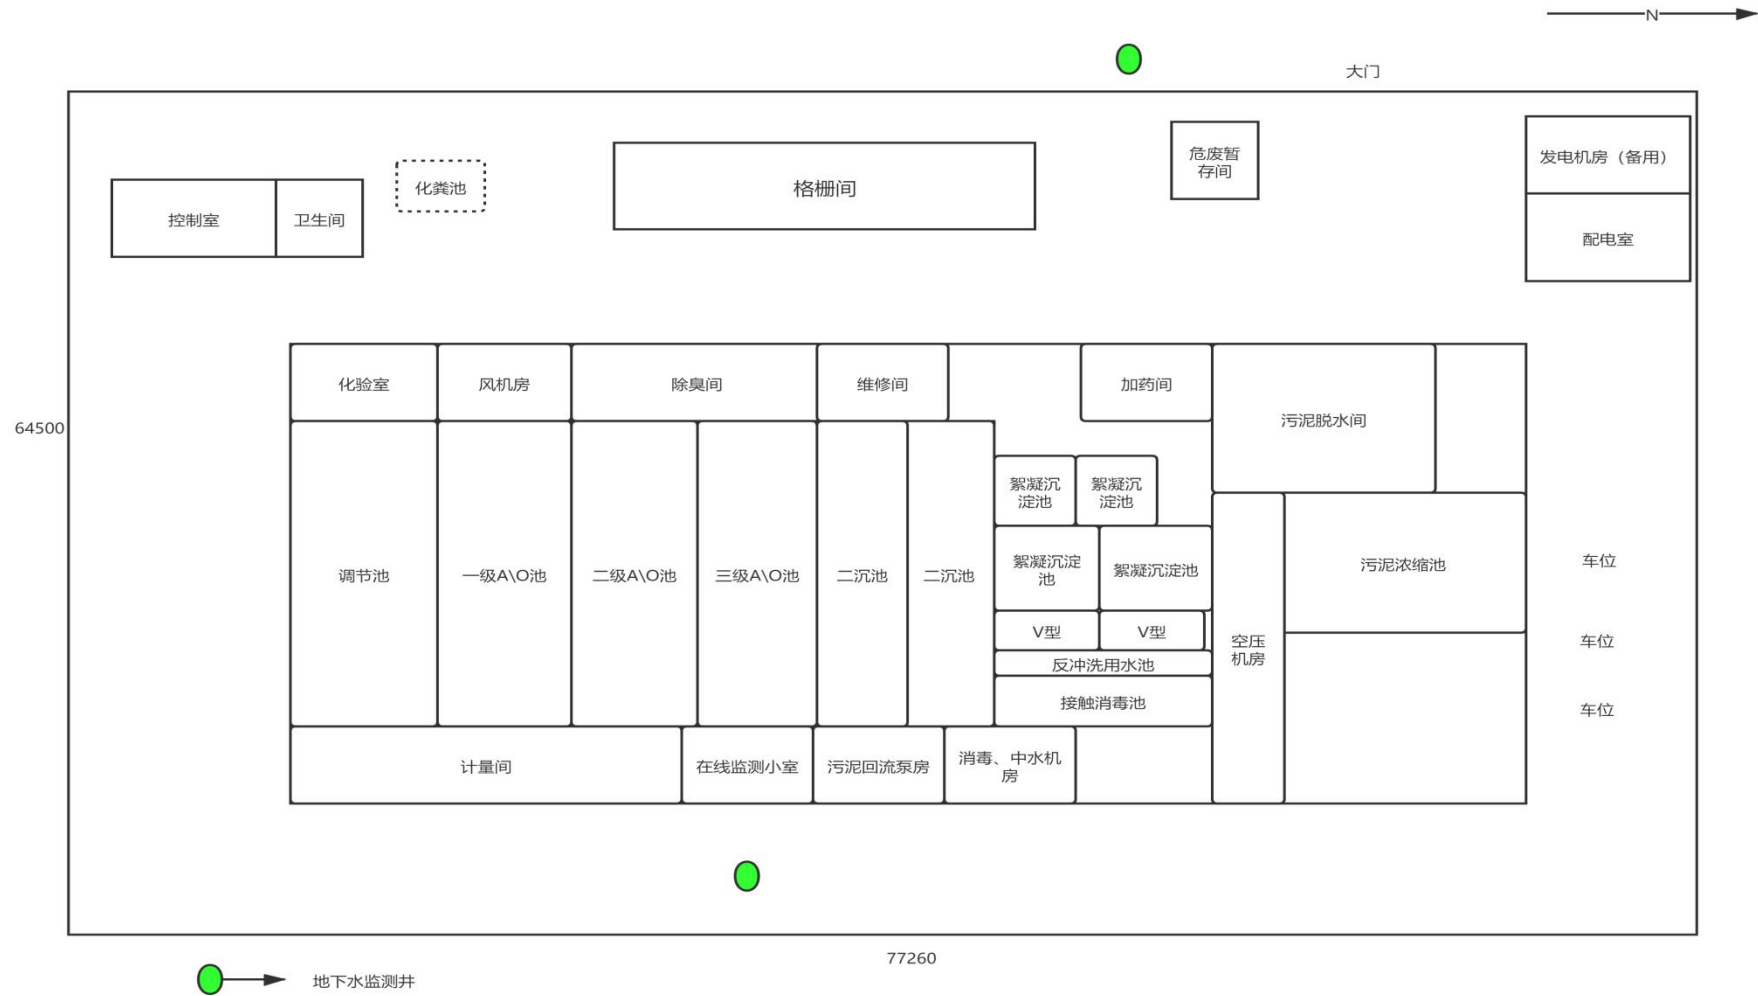 N
大门
危废暂
存间
发电机房（备用）
化粪池
格栅间
控制室
卫生间
配电室
化验室
风机房
除臭间
维修间
加药间
污泥脱水间
64500
絮凝沉
淀池
絮凝沉
淀池
调节池
一级A\O池
二级A\O池
三级A\O池
二沉池
二沉池
絮凝沉淀
池
絮凝沉淀池
污泥浓缩池
车位
V型
V型
空压
机房
车位
反冲洗用水池
接触消毒池
车位
计量间
在线监测小室
污泥回流泵房
消毒、中水机
房
77260
地下水监测井